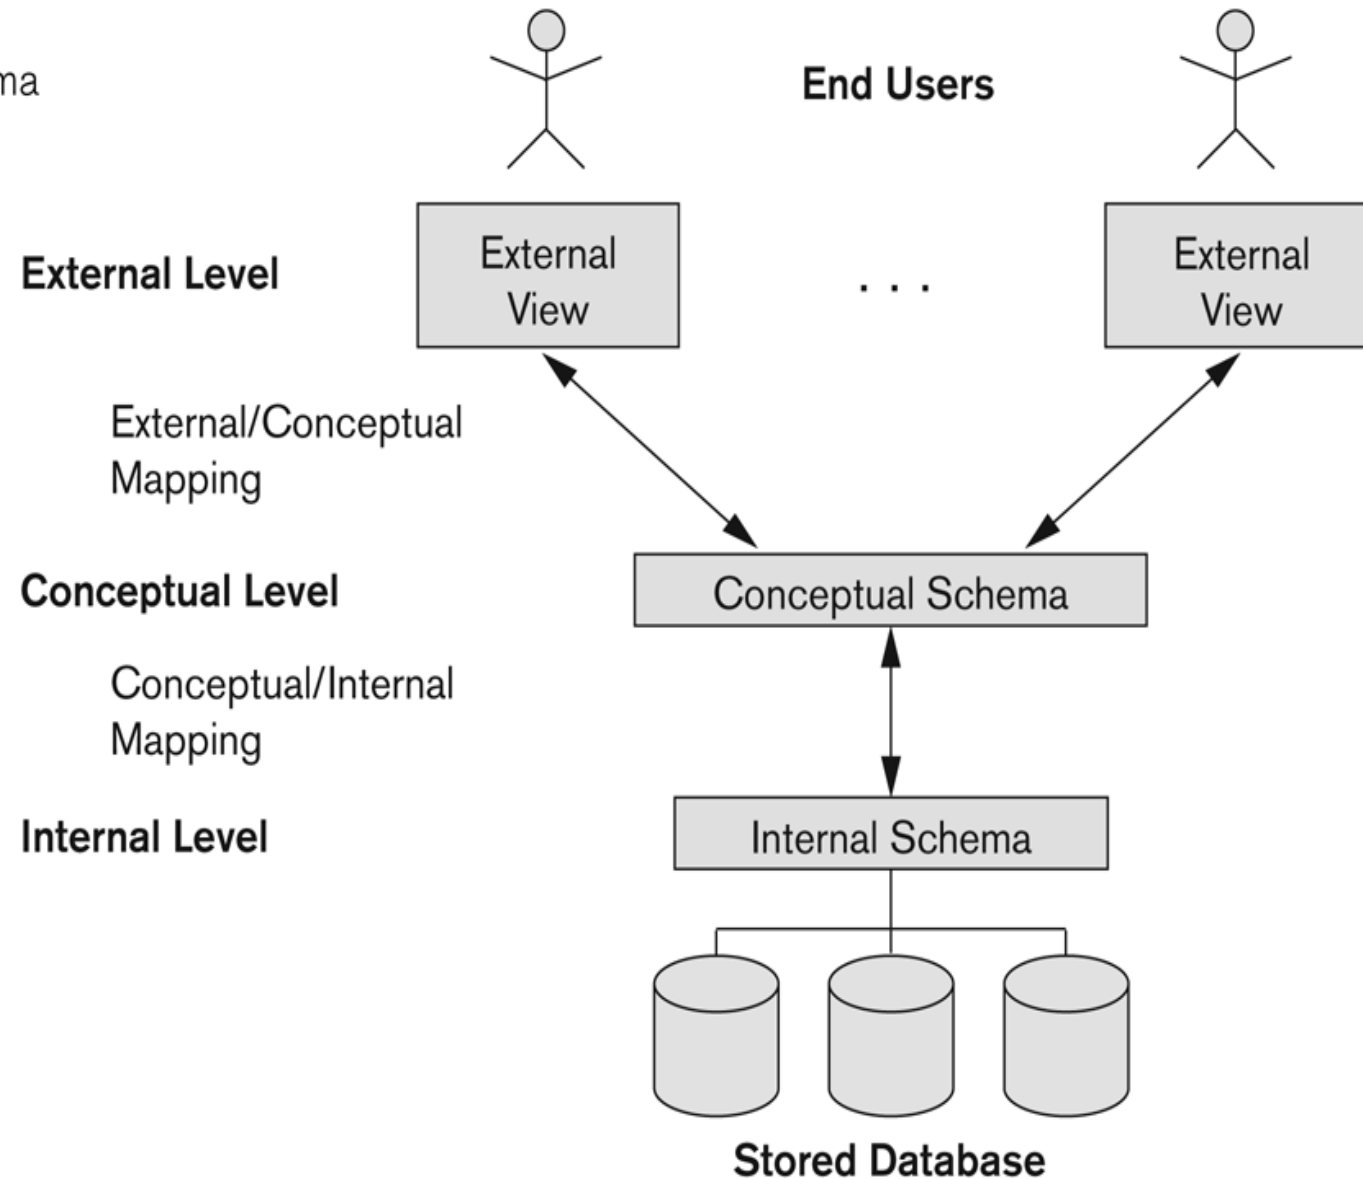 ma
End Users
External Level
External
View
. . .
External
View
External/Conceptual
Mapping
Conceptual Level
Conceptual Schema
Conceptual/Internal
Mapping
Internal Level
Internal Schema
Stored Database